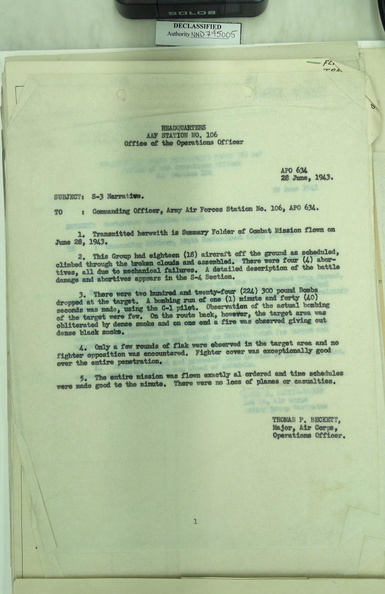 SOLOS
DECLASSIFIED
Authority NND745005
HEADQUARTERS
AAF STATION NO. 106
Office of the Operations Officer
APO 634
28 June, 1943.
SUBJECT: S-3 Narrative.
TO : Commanding Officer, Army Air Forces Station No. 106, APO 634.
1. Transmitted herewith is Summary Folder of Combat Mission flown on
June 28, 1943.
2. This Group had eighteen (18) aircraft off the ground as scheduled,
climbed through the broken clouds and assembled. There were four (4) abor-
tives, all due to mechanical failures. A detailed description of the battle
damage and abortives appears in the S-4 Section.
3. There were two hundred and twenty-four (224) 300 pound Bombs
dropped at the target. A bombing run of one (1) minute and forty (40)
seconds was made, using the C-1 pilot. Observation of the actual bombing
of the target were few. On the route back, however, the target area was
obliterated by dense smoke and on one end a fire was observed giving out
dense black smoke.
4. Only a few rounds of flak were observed in the target area and no
fighter opposition was encountered. Fighter cover was exceptionally good
over the entire penetration.
5. The entire mission was flown exactly al ordered and time schedules
were made good to the minute. There were no loss of planes or casualties.
THOMAS P. BECKETT,
Major, Air Corps,
Operations Officer.
1